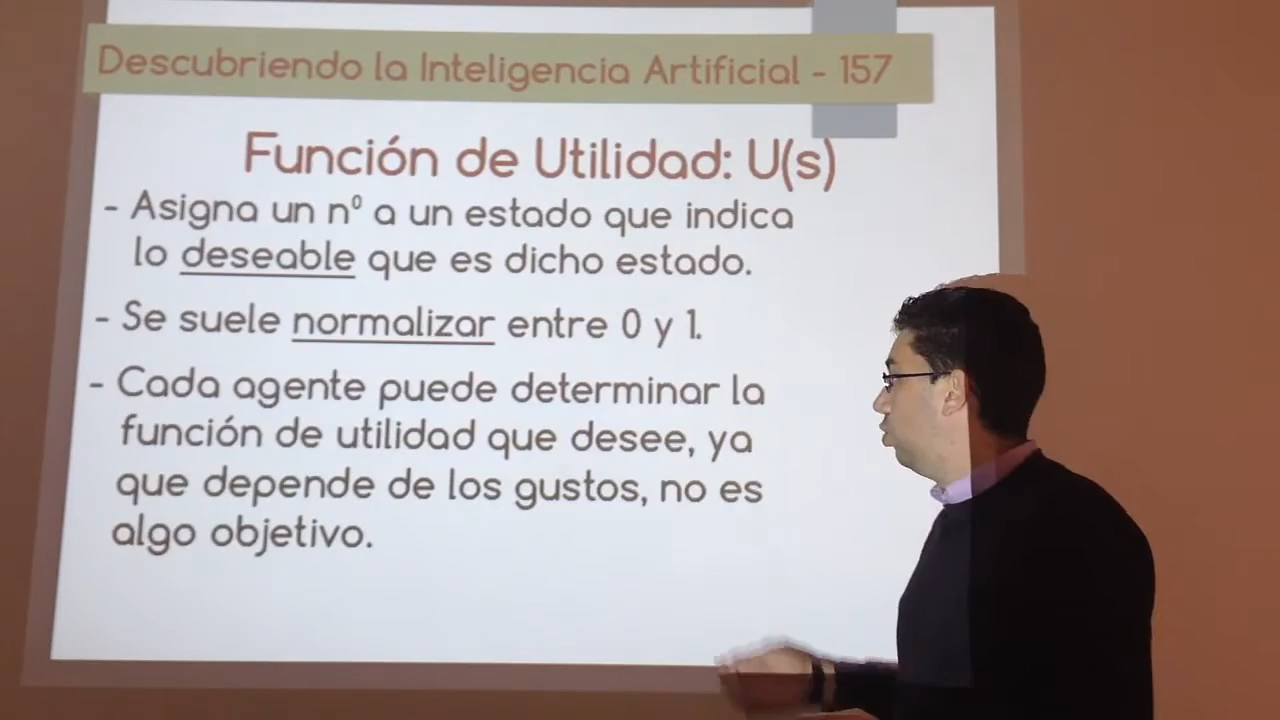 Descubriendo la Inteligencia Artificial - 157
Función de Utilidad: U(s)
- Asigna un nº a un estado que indica
lo deseable que es dicho estado.
- Se suele normalizar entre 0 y 1.
- Cada agente puede determinar la
función de utilidad que desee, ya
que depende de los gustos, no es
algo objetivo.